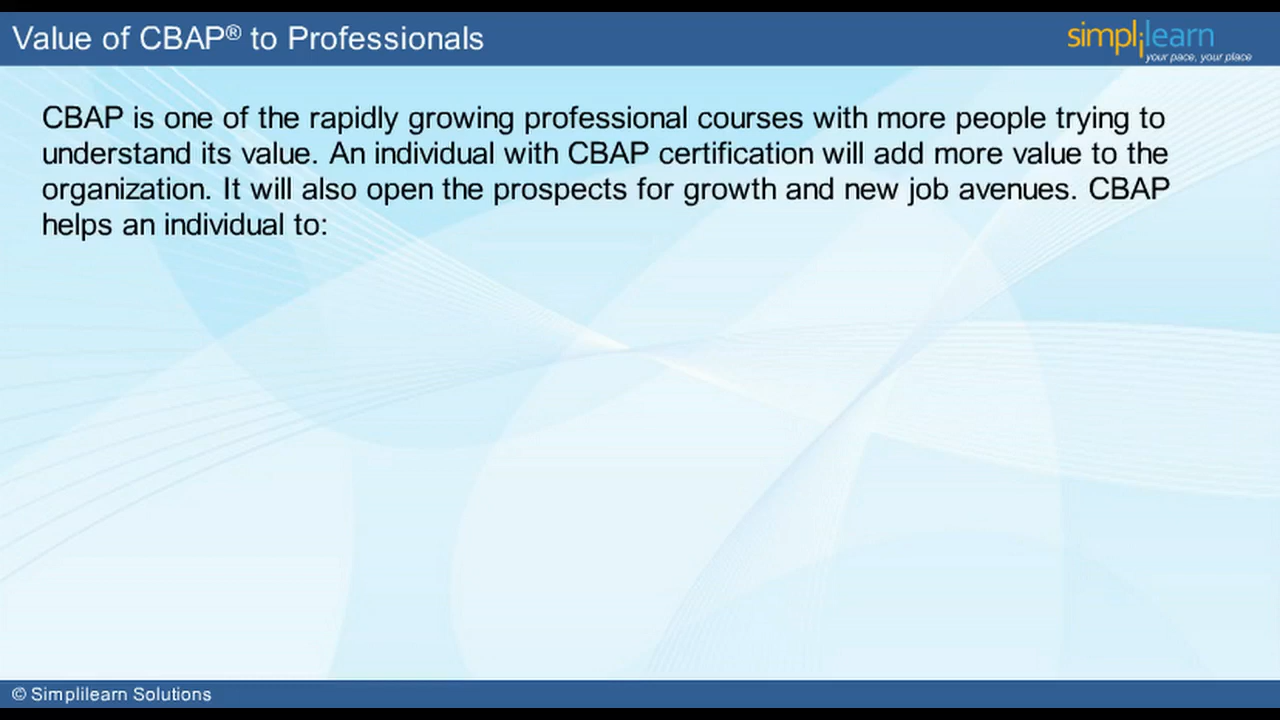 Value of CBAP® to Professionals
simplilearn
your pace, your place
CBAP is one of the rapidly growing professional courses with more people trying to
understand its value. An individual with CBAP certification will add more value to the
organization. It will also open the prospects for growth and new job avenues. CBAP
helps an individual to:
© Simplilearn Solutions